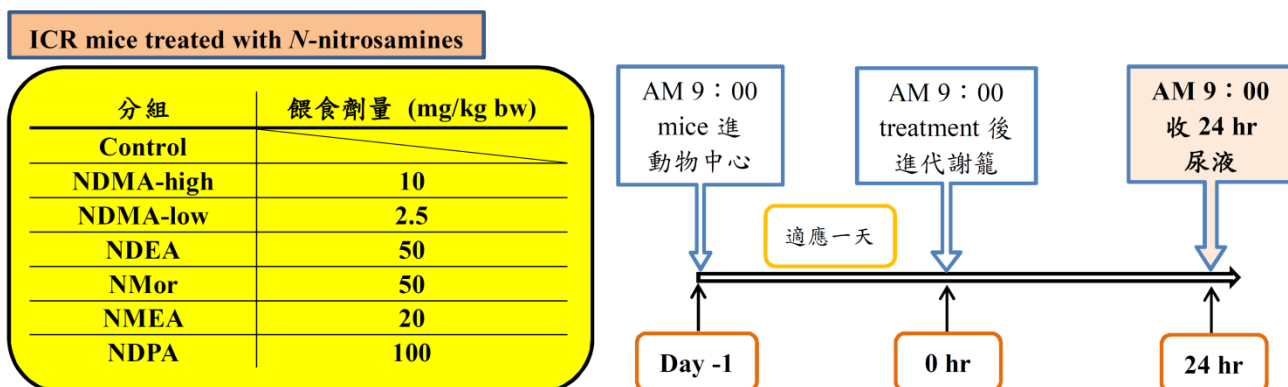 ICR mice treated with N-nitrosamines
分組 餵食劑量 (mg/kg bw)
Control
NDMA-high 10
NDMA-low 2.5
NDEA 50
NMor 50
NMEA 20
NDPA 100
AM 9：00
mice 進
動物中心
AM 9：00
treatment 後
進代謝籠
AM 9：00
收 24 hr
尿液
適應一天
Day -1
0 hr
24 hr